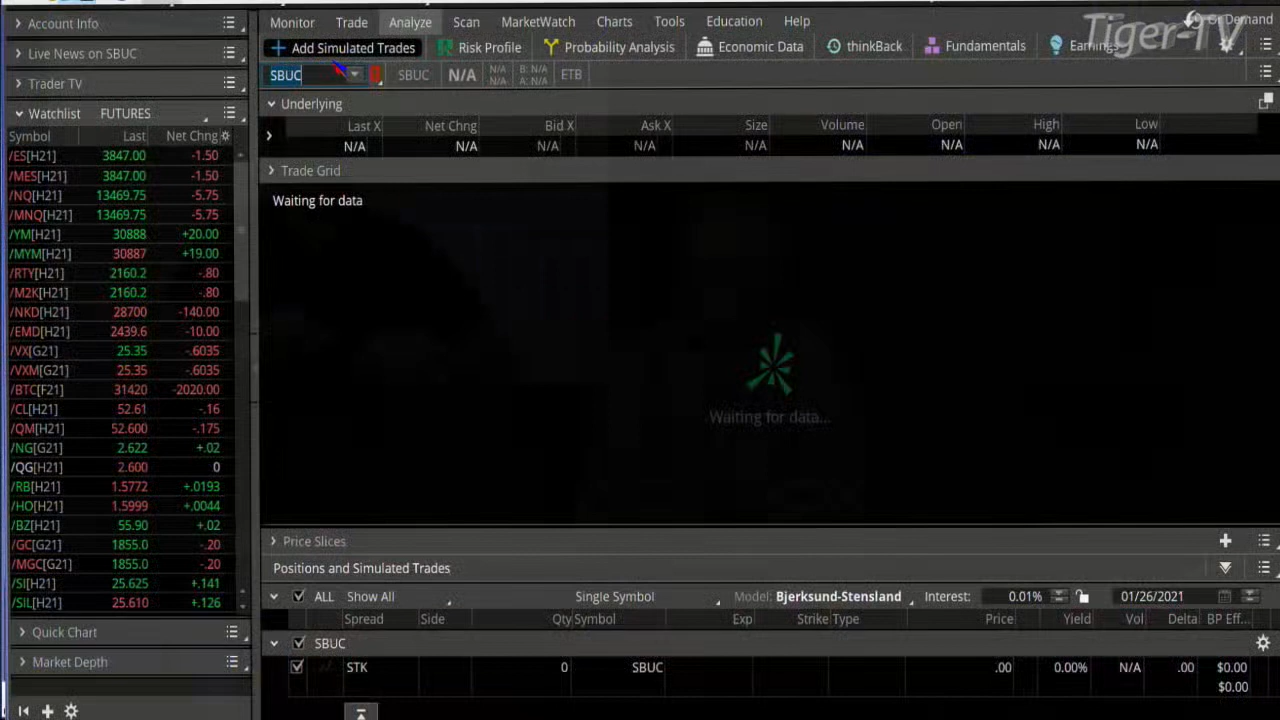 Account Info
Live News on SBUC
Trader TV
Watchlist FUTURES
Symbol Last Net Chng
/ES[H21] 3847.00 -1.50
/MES[H21] 3847.00 -1.50
/NQ[H21] 13469.75 -5.75
/MNQ[H21] 13469.75 -5.75
/YM[H21] 30888 +20.00
/MYM[H21] 30887 +19.00
/RTY[H21] 2160.2 -.80
/M2K[H21] 2160.2 -.80
/NKD[H21] 28700 -140.00
/EMD[H21] 2439.6 -10.00
/VX[G21] 25.35 -.6035
/VXM[G21] 25.35 -.6035
/BTC[F21] 31420 -2020.00
/CL[H21] 52.61 -.16
/QM[H21] 52.600 -.175
/NG[G21] 2.622 +.02
/QG[H21] 2.600 0
/RB[H21] 1.5772 +.0193
/HO[H21] 1.5999 +.0044
/BZ[H21] 55.90 +.02
/GC[G21] 1855.0 -.20
/MGC[G21] 1855.0 -.20
/SI[H21] 25.625 +.141
/SIL[H21] 25.610 +.126
Quick Chart
Market Depth
Monitor Trade Analyze Scan MarketWatch Charts Tools Education Help
Tiger-TV
Add Simulated Trades Risk Profile Probability Analysis Economic Data thinkBack Fundamentals Earnings
SBUC SBUC N/A N/A B: N/A ETB
N/A A: N/A
Underlying
Last X Net Chng Bid X Ask X Size Volume Open High Low
N/A N/A N/A N/A N/A N/A N/A N/A N/A
Trade Grid
Waiting for data
Waiting for data...
Price Slices
Positions and Simulated Trades
ALL Show All Single Symbol Model: Bjerksund-Stensland Interest: 0.01% 01/26/2021
Spread Side Qty Symbol Exp Strike Type Price Yield Vol Delta BP Eff...
SBUC
STK 0 SBUC .00 0.00% N/A .00 $0.00
$0.00